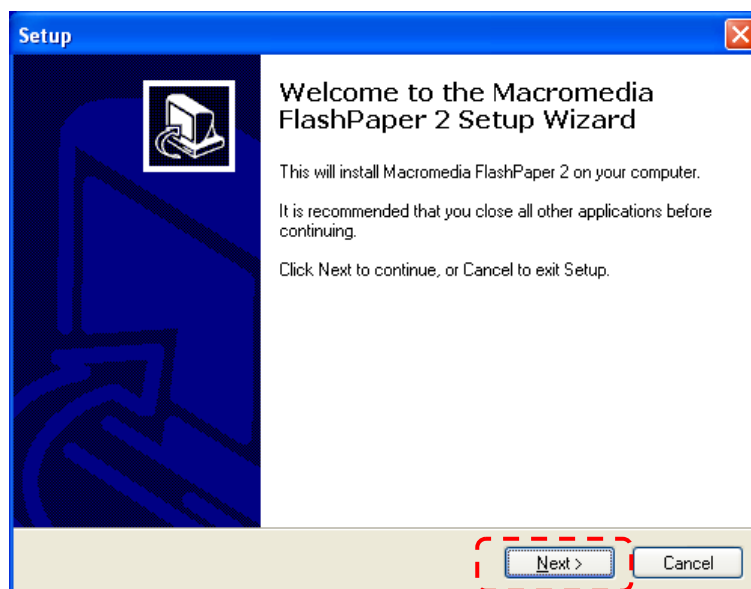 Setup
Welcome to the Macromedia
FlashPaper 2 Setup Wizard
This will install Macromedia FlashPaper 2 on your computer.
It is recommended that you close all other applications before
continuing.
Click Next to continue, or Cancel to exit Setup.
Next > Cancel